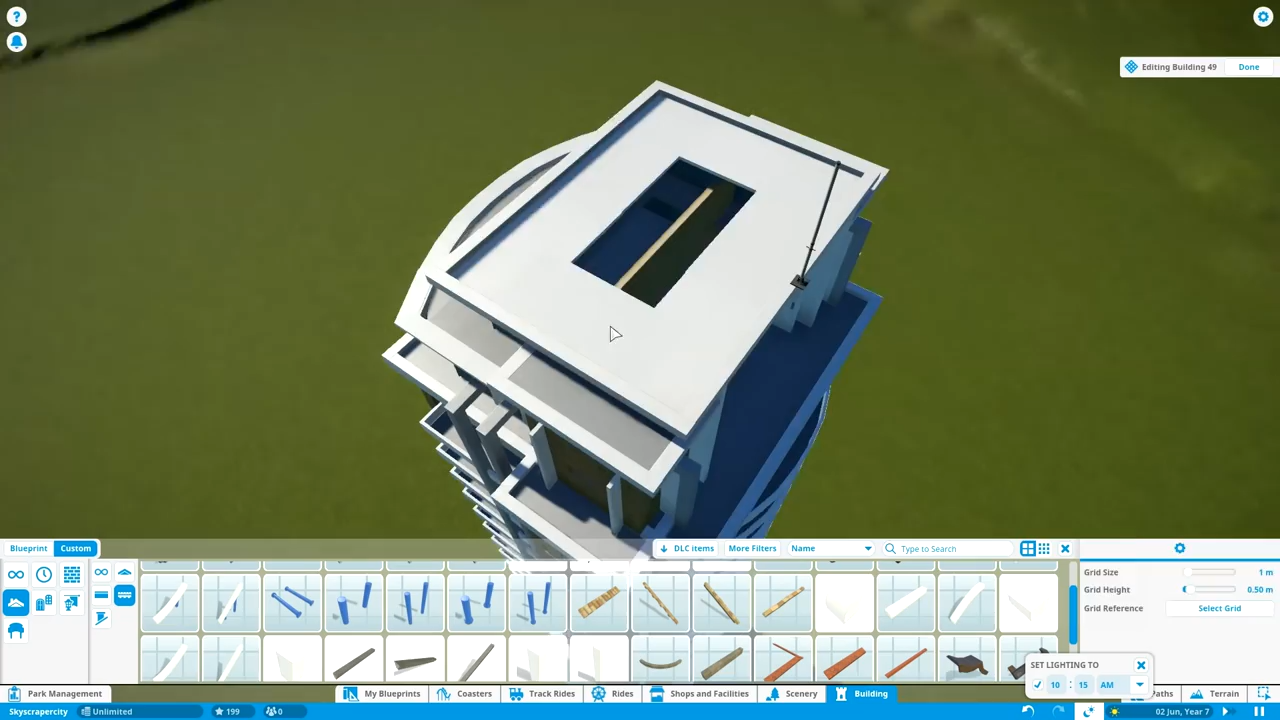 ?
Editing Building 49 Done
Blueprint Custom
DLC items More Filters Name Type to Search
Grid Size 1 m
Grid Height 0.50 m
Grid Reference Select Grid
SET LIGHTING TO
10 : 15 AM
Park Management My Blueprints Coasters Track Rides Rides Shops and Facilities Scenery Building Paths Terrain
Skyscrapercity Unlimited 199 0 02 Jun, Year 7